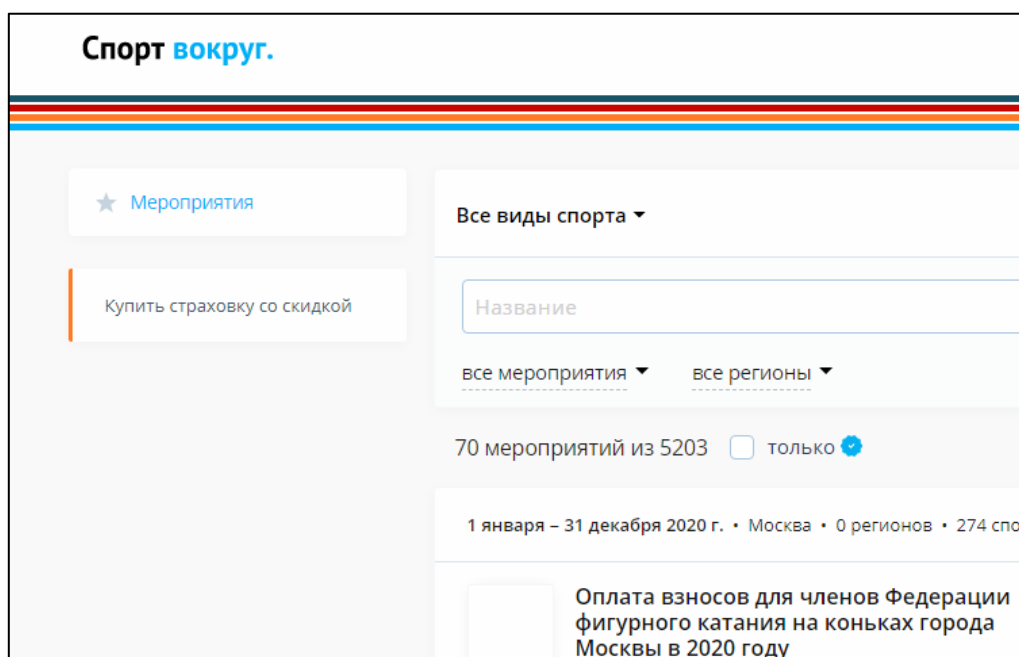 Спорт вокруг.
Мероприятия
Купить страховку со скидкой
Все виды спорта
Название
все мероприятия все регионы
70 мероприятий из 5203 только
1 января – 31 декабря 2020 г. • Москва • 0 регионов • 274 спо
Оплата взносов для членов Федерации
фигурного катания на коньках города
Москвы в 2020 году